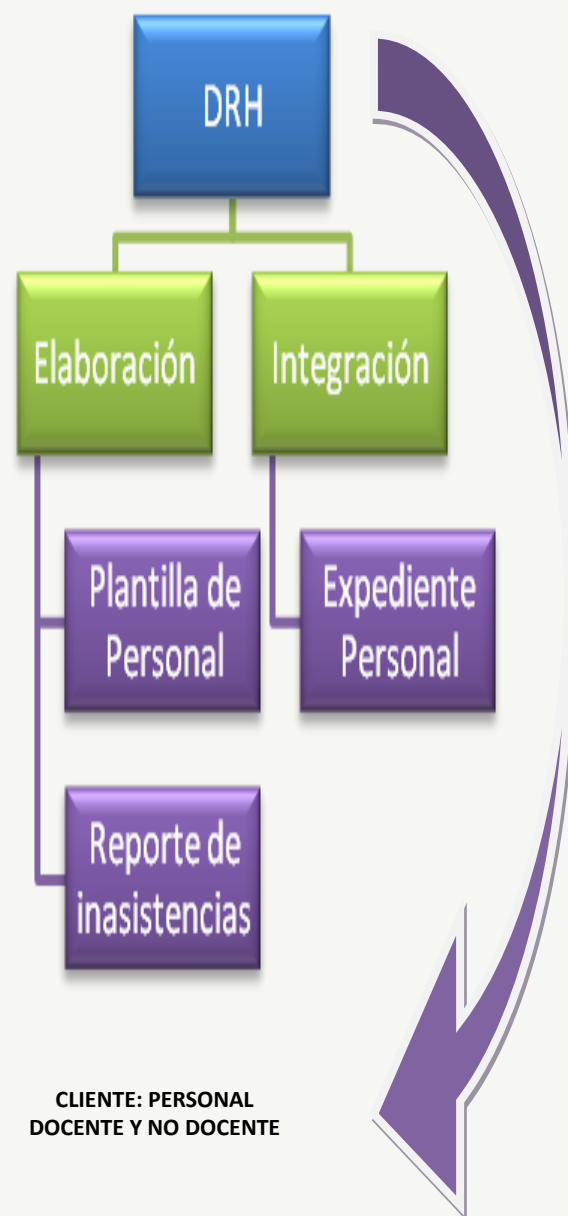 DRH
Elaboración
Integración
Plantilla de
Personal
Expediente
Personal
Reporte de
inasistencias
CLIENTE: PERSONAL
DOCENTE Y NO DOCENTE